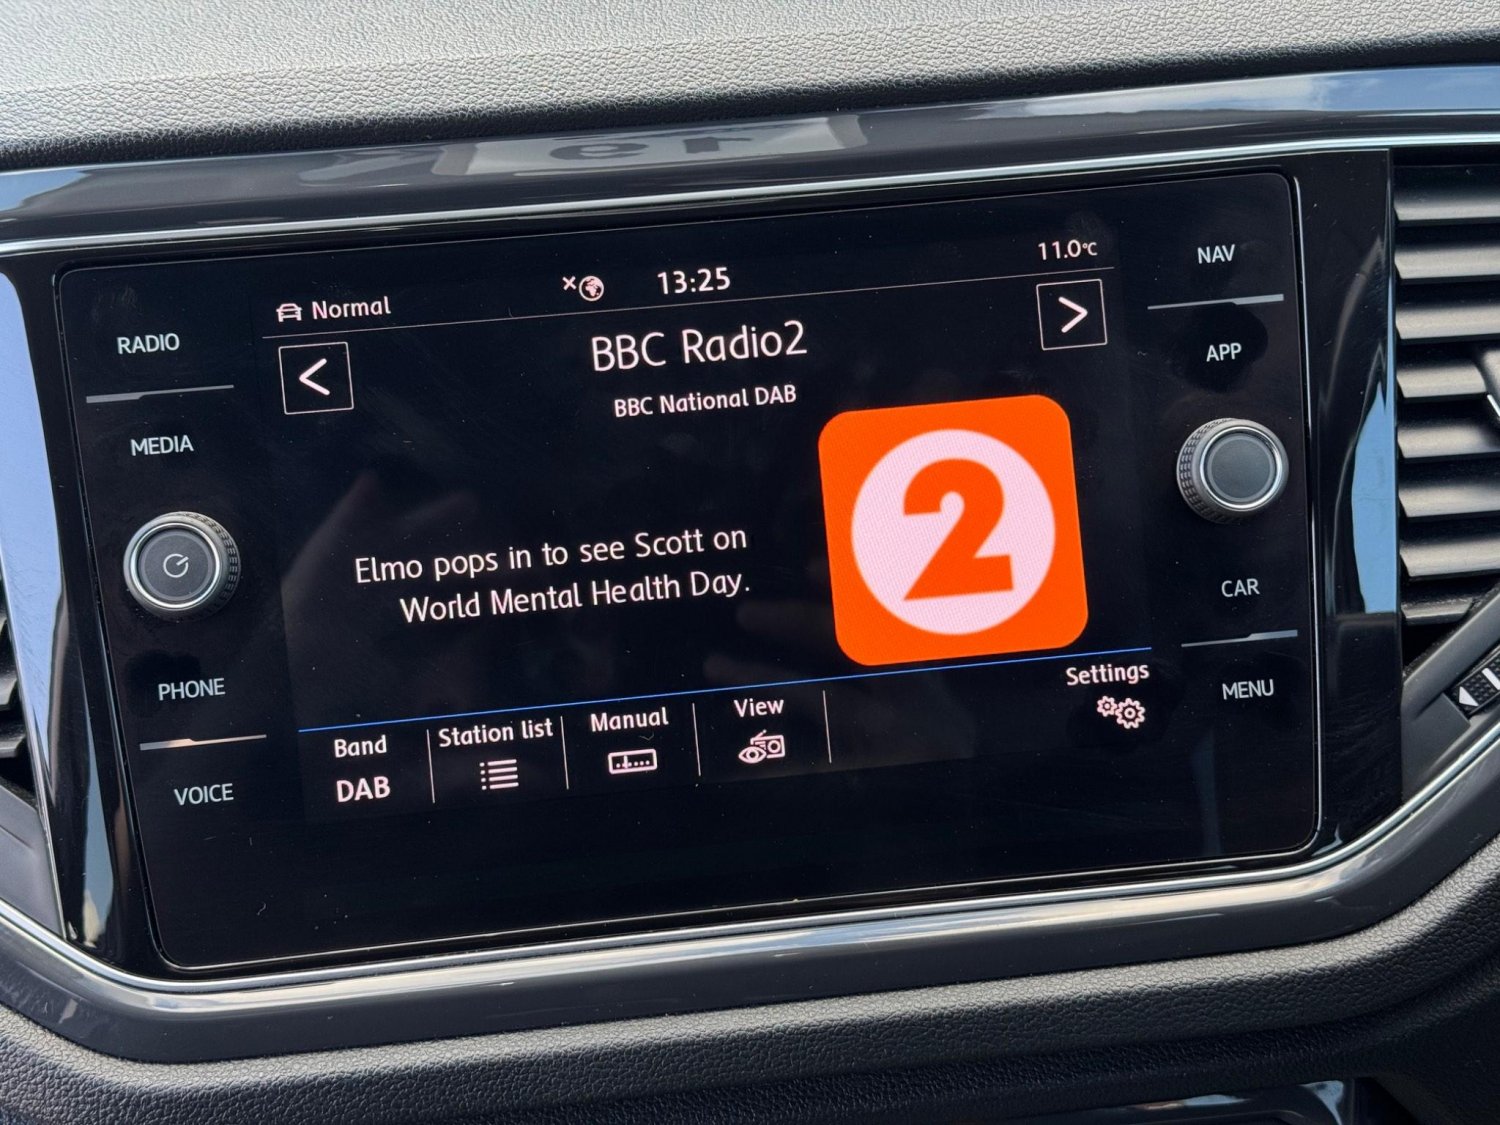 Normal
13:25
11.0°C
BBC Radio2
BBC National DAB
Elmo pops in to see Scott on
World Mental Health Day.
2
Band
DAB
Station list
Manual
View
Settings
RADIO
MEDIA
PHONE
VOICE
NAV
APP
CAR
MENU